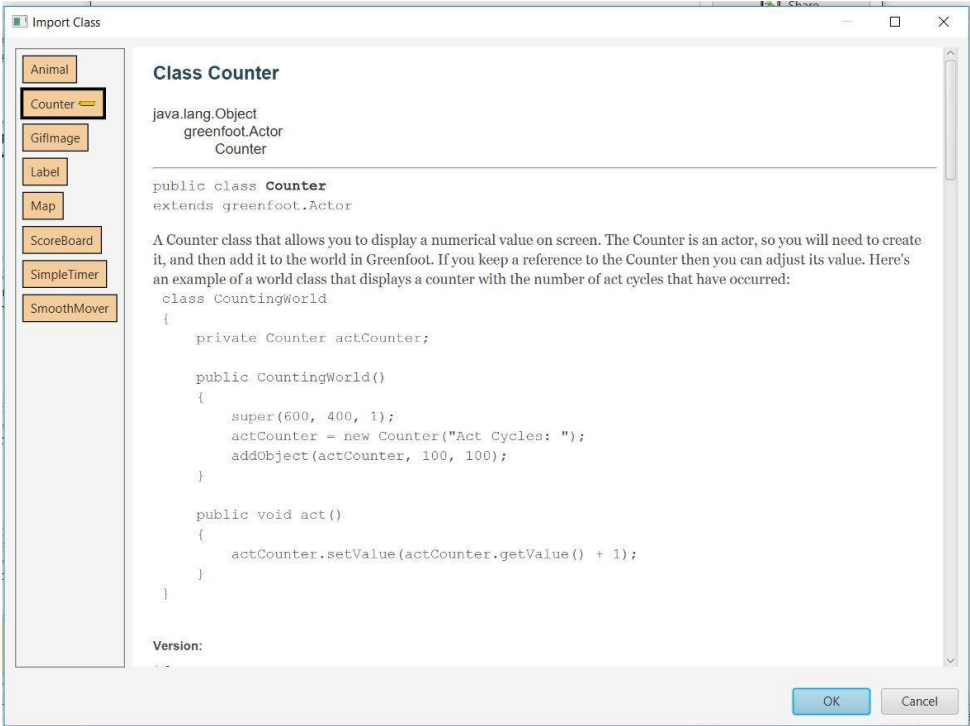 Share
Import Class
Animal
Counter
GifImage
Label
Map
ScoreBoard
SimpleTimer
SmoothMover
Class Counter
java.lang.Object
greenfoot.Actor
Counter
public class Counter
extends greenfoot.Actor
A Counter class that allows you to display a numerical value on screen. The Counter is an actor, so you will need to create
it, and then add it to the world in Greenfoot. If you keep a reference to the Counter then you can adjust its value. Here's
an example of a world class that displays a counter with the number of act cycles that have occurred:
class CountingWorld
{
private Counter actCounter;
public CountingWorld()
{
super(600, 400, 1);
actCounter = new Counter("Act Cycles: ");
addObject(actCounter, 100, 100);
}
public void act()
{
actCounter.setValue(actCounter.getValue() + 1);
}
}
Version:
OK
Cancel